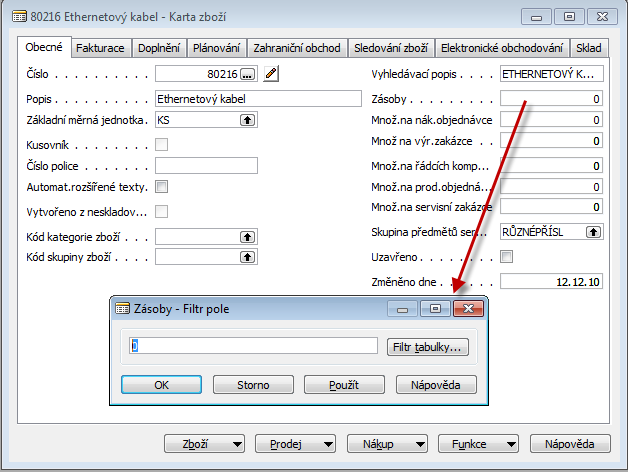 80216 Ethernetový kabel - Karta zboží
Obecné Fakturace Doplnění Plánování Zahraniční obchod Sledování zboží Elektronické obchodování Sklad
Číslo . . . . . . . . . . 80216 ...
Popis . . . . . . . . . . Ethernetový kabel
Základní měrná jednotka . KS
Kusovník . . . . . . . .
Číslo police . . . . . . .
Automat.rozšířené texty.
Vytvořeno z neskladov...
Kód kategorie zboží . . .
Kód skupiny zboží . . . .
Vyhledávací popis . . . . ETHERNETOVÝ K...
Zásoby . . . . . . . . . 0
Množ.na nák.objednávce 0
Množ na výr.zakázce . . 0
Množ.na řádcích komp... 0
Množ.na prod.objedná... 0
Množ.na servisní zakázce 0
Skupina předmětů ser... RŮZNÉPŘÍSL
Uzavřeno . . . . . . . .
Změněno dne . . . . . . 12.12.10
Zásoby - Filtr pole
Filtr tabulky...
OK Storno Použít Nápověda
Zboží Prodej Nákup Funkce Nápověda